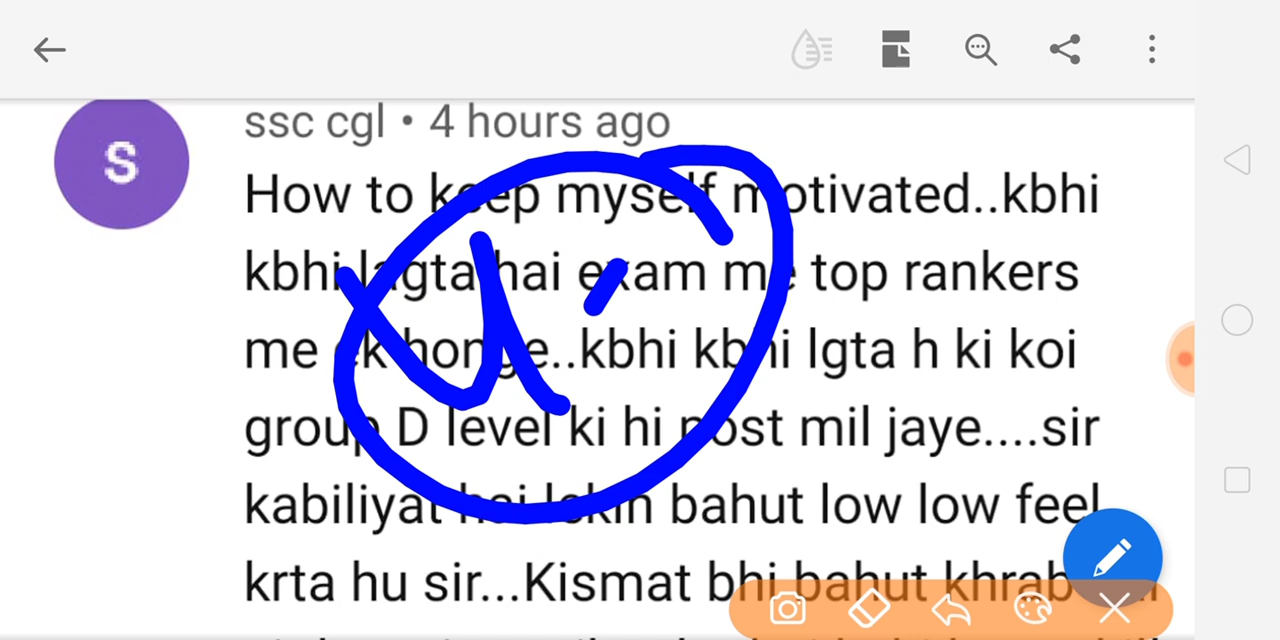 S
ssc cgl • 4 hours ago
How to keep myself motivated..kbhi
kbhi lagta hai exam me top rankers
me ek honge..kbhi kbhi lgta h ki koi
group D level ki hi post mil jaye....sir
kabiliyat hai lekin bahut low low feel
krta hu sir...Kismat bhi bahut khrab